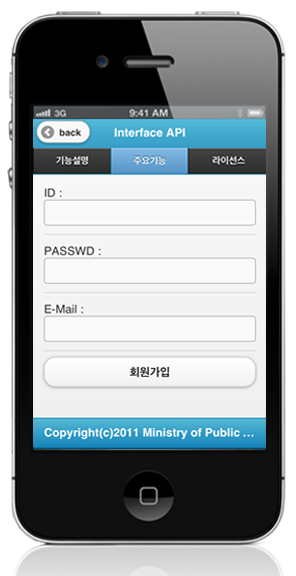 3G 9:41 AM
back Interface API
기능설명 주요기능 라이선스
ID :
PASSWD :
E-Mail :
회원가입
Copyright(c)2011 Ministry of Public ...